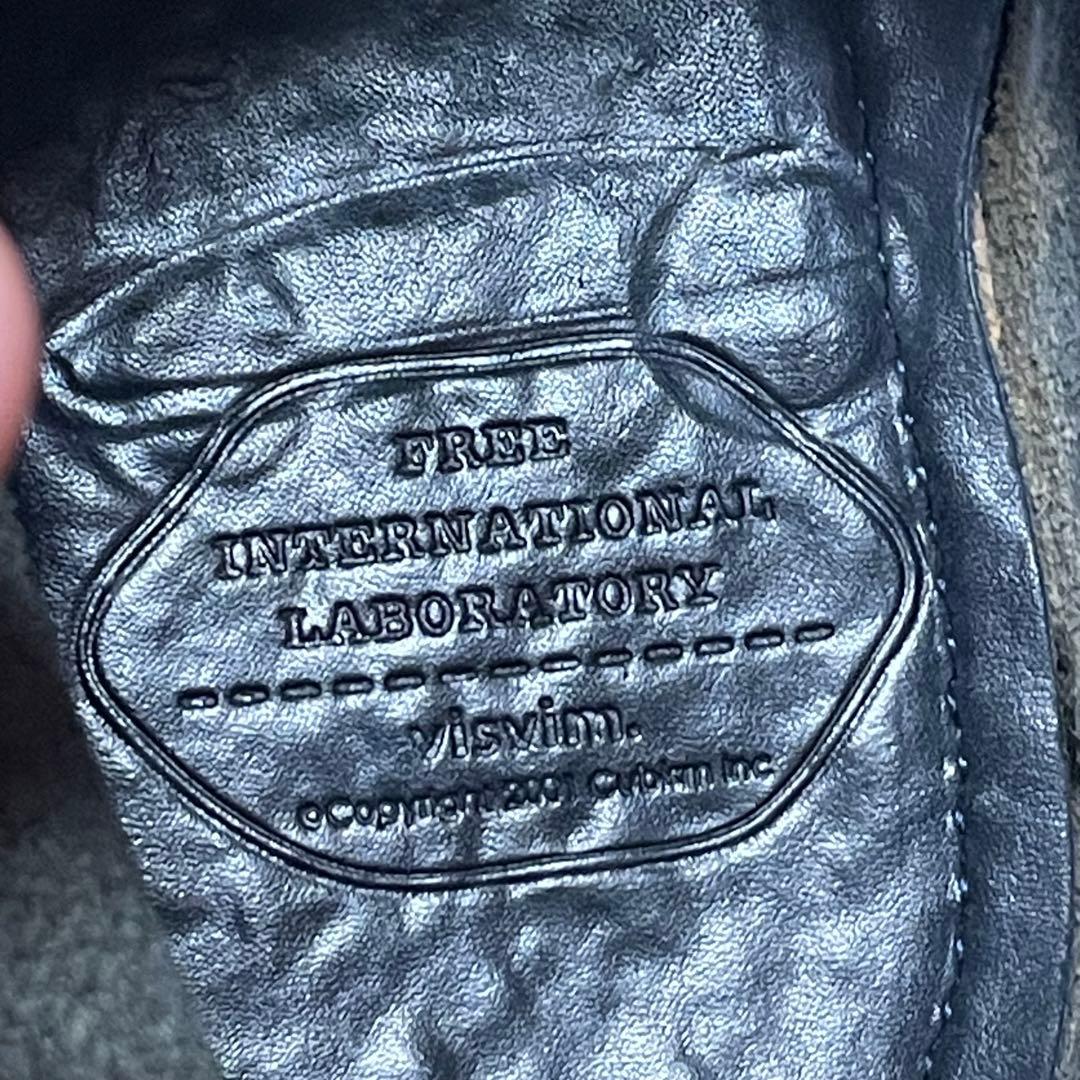 FREE
INTERNATIONAL
LABORATORY
visvim.
©Copyright 2001 Cubism Inc